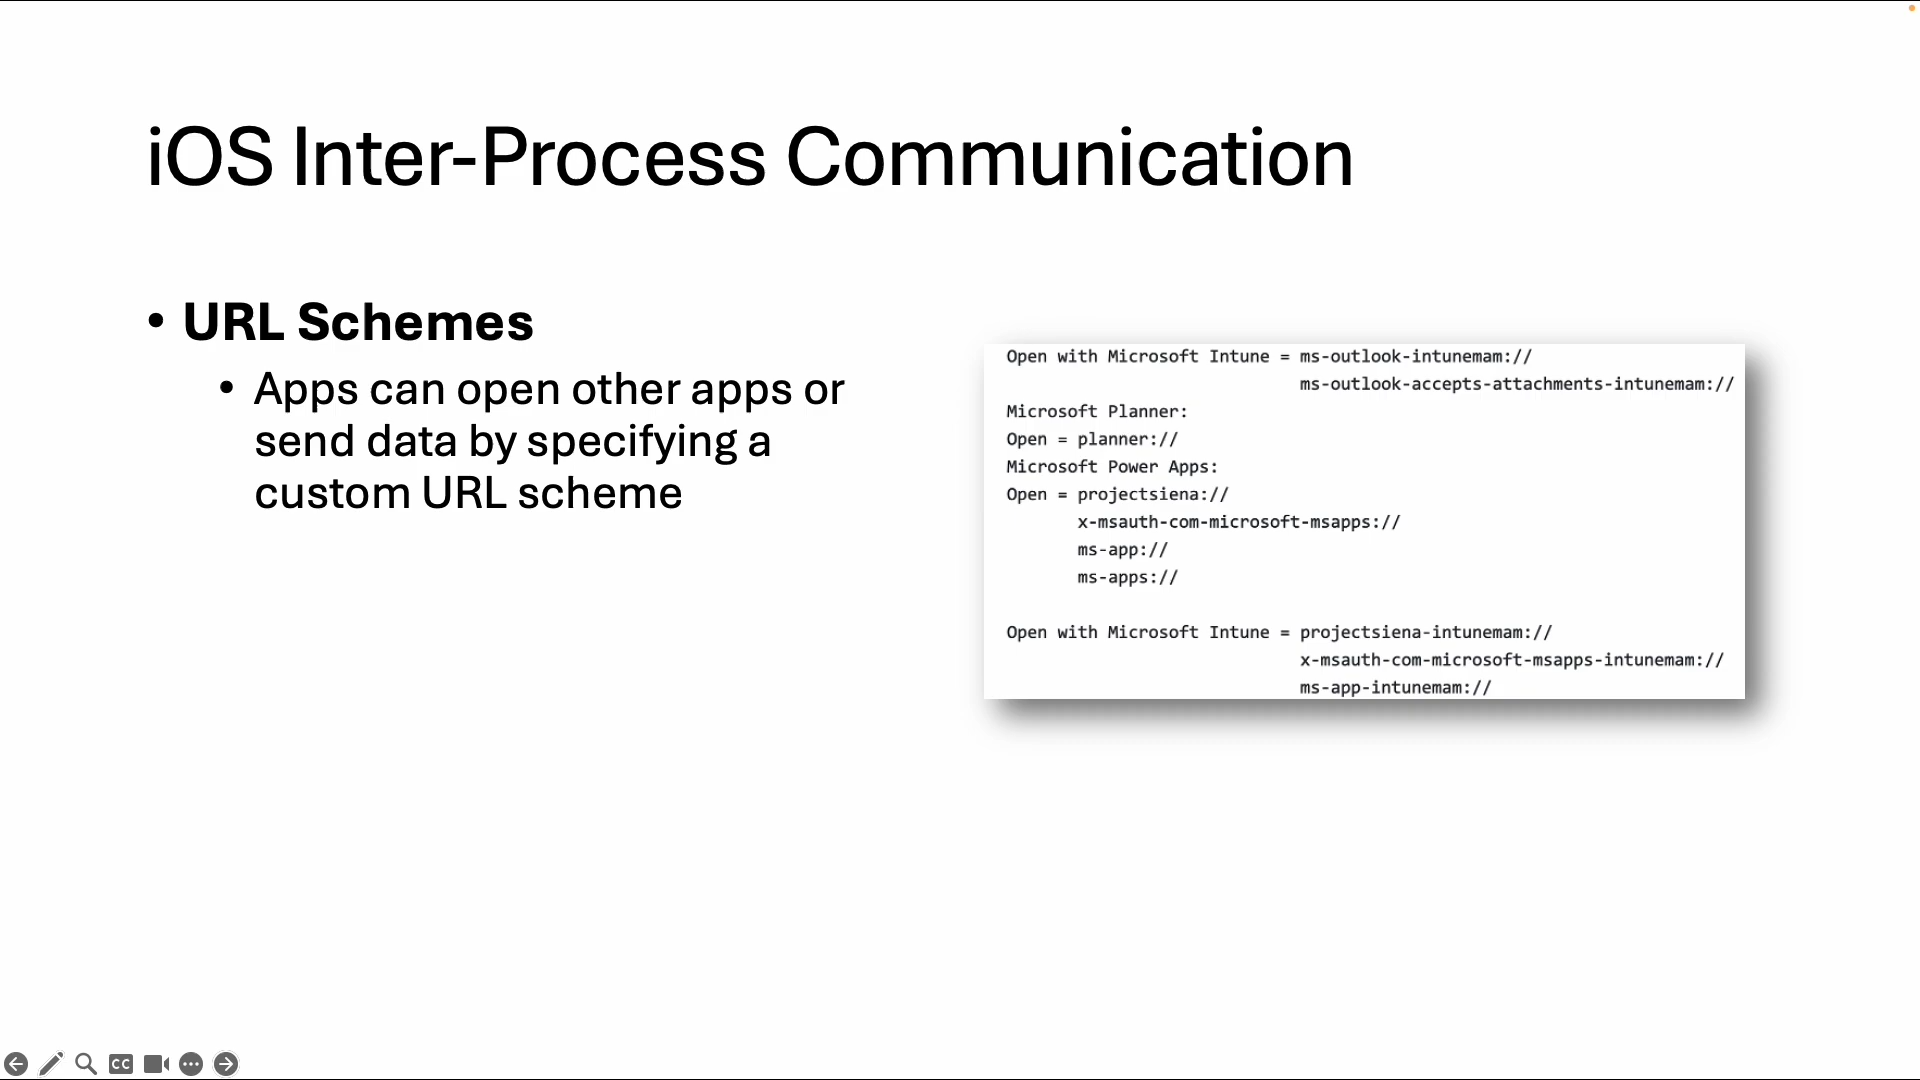 iOS Inter-Process Communication
• URL Schemes
• Apps can open other apps or
send data by specifying a
custom URL scheme
Open with Microsoft Intune = ms-outlook-intunemam://
ms-outlook-accepts-attachments-intunemam://
Microsoft Planner:
Open = planner://
Microsoft Power Apps:
Open = projectsiena://
x-msauth-com-microsoft-msapps://
ms-app://
ms-apps://
Open with Microsoft Intune = projectsiena-intunemam://
x-msauth-com-microsoft-msapps-intunemam://
ms-app-intunemam://
CC